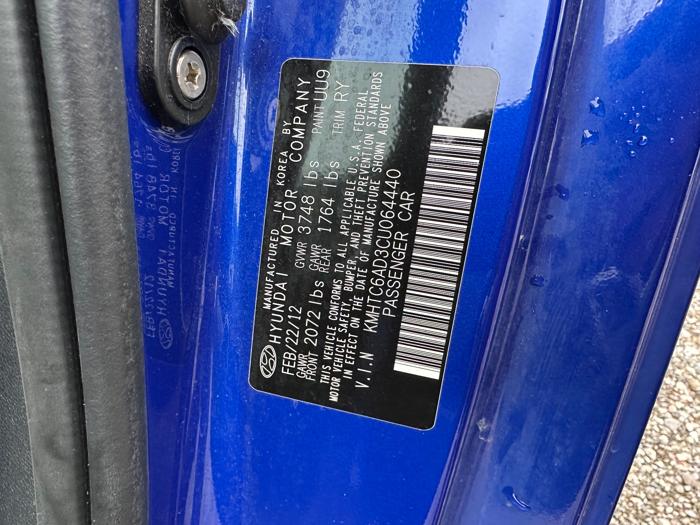 MANUFACTURED IN KOREA BY
HYUNDAI MOTOR COMPANY
FEB/22/12 GVWR 3748 lbs PAINT UU9
GAWR FRONT 2072 lbs GAWR REAR 1764 lbs TRIM RY
THIS VEHICLE CONFORMS TO ALL APPLICABLE U.S.A. FEDERAL
MOTOR VEHICLE SAFETY, BUMPER, AND THEFT PREVENTION STANDARDS
IN EFFECT ON THE DATE OF MANUFACTURE SHOWN ABOVE
V.I.N KMHTC6AD3CU064440
PASSENGER CAR